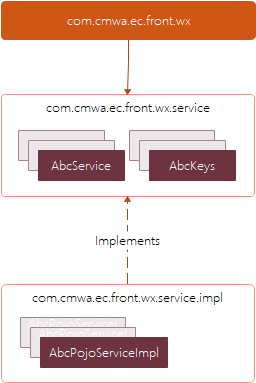 com.cmwa.ec.front.wx
com.cmwa.ec.front.wx.service
AbcService
AbcKeys
Implements
com.cmwa.ec.front.wx.service.impl
AbcPojoServiceImpl